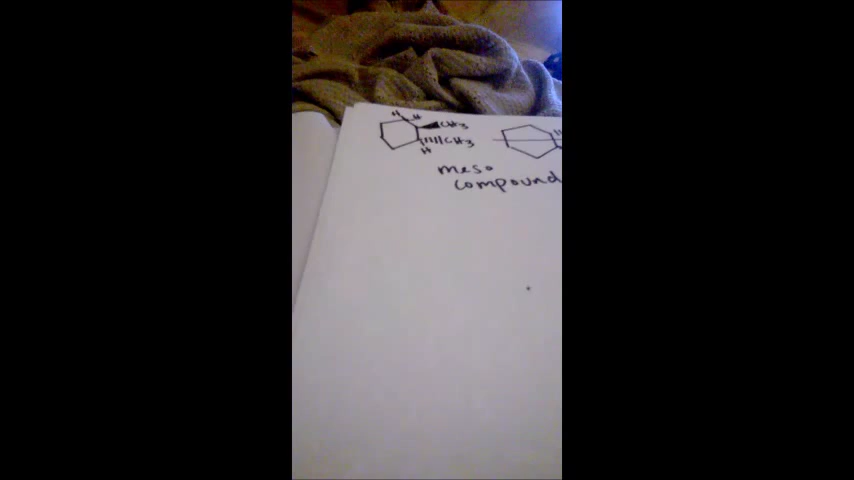 H H
CH3
CH3
H
meso
compound